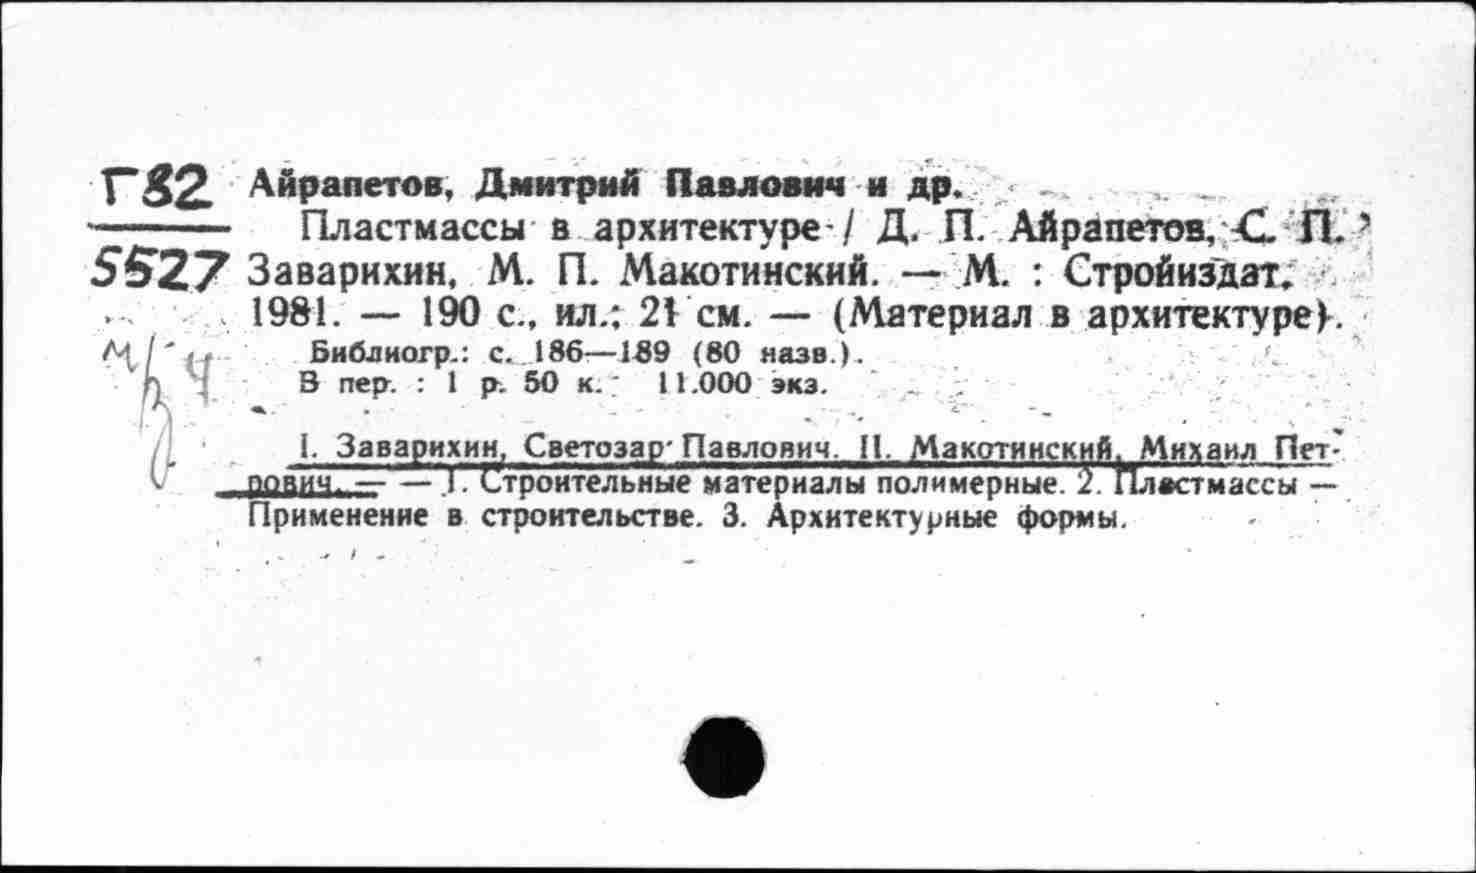 Г82 Айрапетов, Дмитрий Павлович и др.
Пластмассы в архитектуре / Д. П. Айрапетов, С. П.
5527 Заварихин, М. П. Макотинский. — М. : Стройиздат,
1981. — 190 с., ил.; 21 см. — (Материал в архитектуре).
Библиогр.: с. 186—189 (80 назв.).
В пер. : 1 р. 50 к. 11.000 экз.
I. Заварихин, Светозар Павлович. II. Макотинский, Михаил Пет-
рович. — — 1. Строительные материалы полимерные. 2. Пластмассы —
Применение в строительстве. 3. Архитектурные формы.